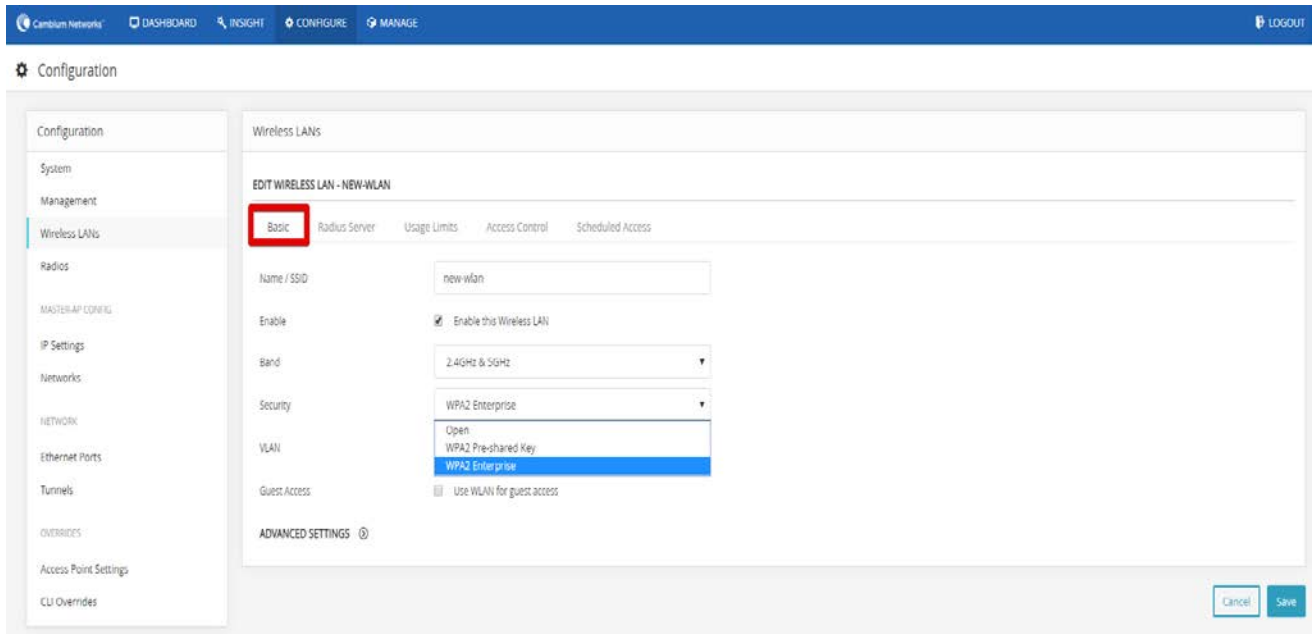 Cambium Networks DASHBOARD INSIGHT CONFIGURE MANAGE LOGOUT
Configuration
Configuration
System
Management
Wireless LANs
Radios
MASTER-AP CONFIG
IP Settings
Networks
NETWORK
Ethernet Ports
Tunnels
OVERRIDES
Access Point Settings
CLI Overrides
Wireless LANs
EDIT WIRELESS LAN - NEW-WLAN
Basic Radius Server Usage Limits Access Control Scheduled Access
Name / SSID new-wlan
Enable Enable this Wireless LAN
Band 2.4GHz & 5GHz
Security WPA2 Enterprise
Open
VLAN WPA2 Pre-shared Key
WPA2 Enterprise
Guest Access Use WLAN for guest access
ADVANCED SETTINGS
Cancel Save